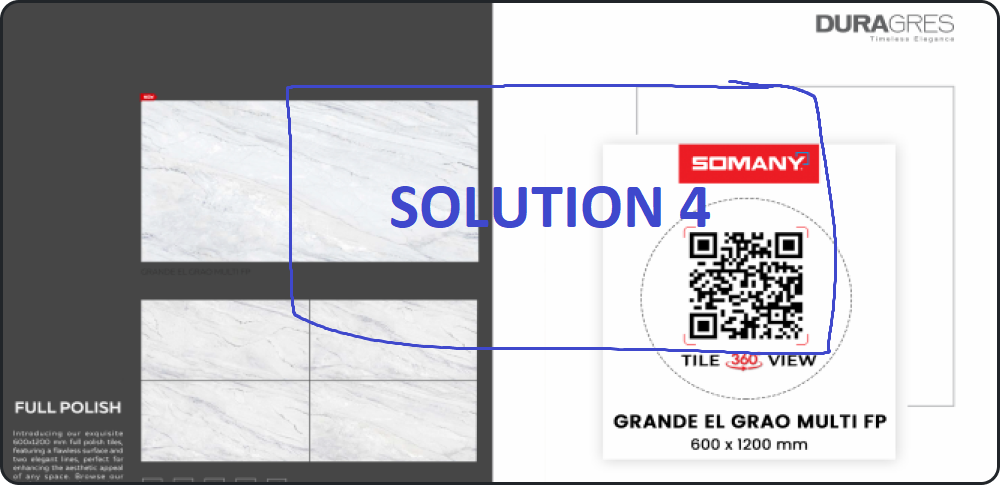 DURAGRES
Timeless Elegance
NEW
SOMANY
SOLUTION 4
GRANDE EL GRAO MULTI FP
TILE 360 VIEW
FULL POLISH
Introducing our exquisite
600x1200 mm full polish tiles,
featuring a flawless surface and
two elegant lines, perfect for
enhancing the aesthetic appeal
of any space. Browse our
GRANDE EL GRAO MULTI FP
600 x 1200 mm